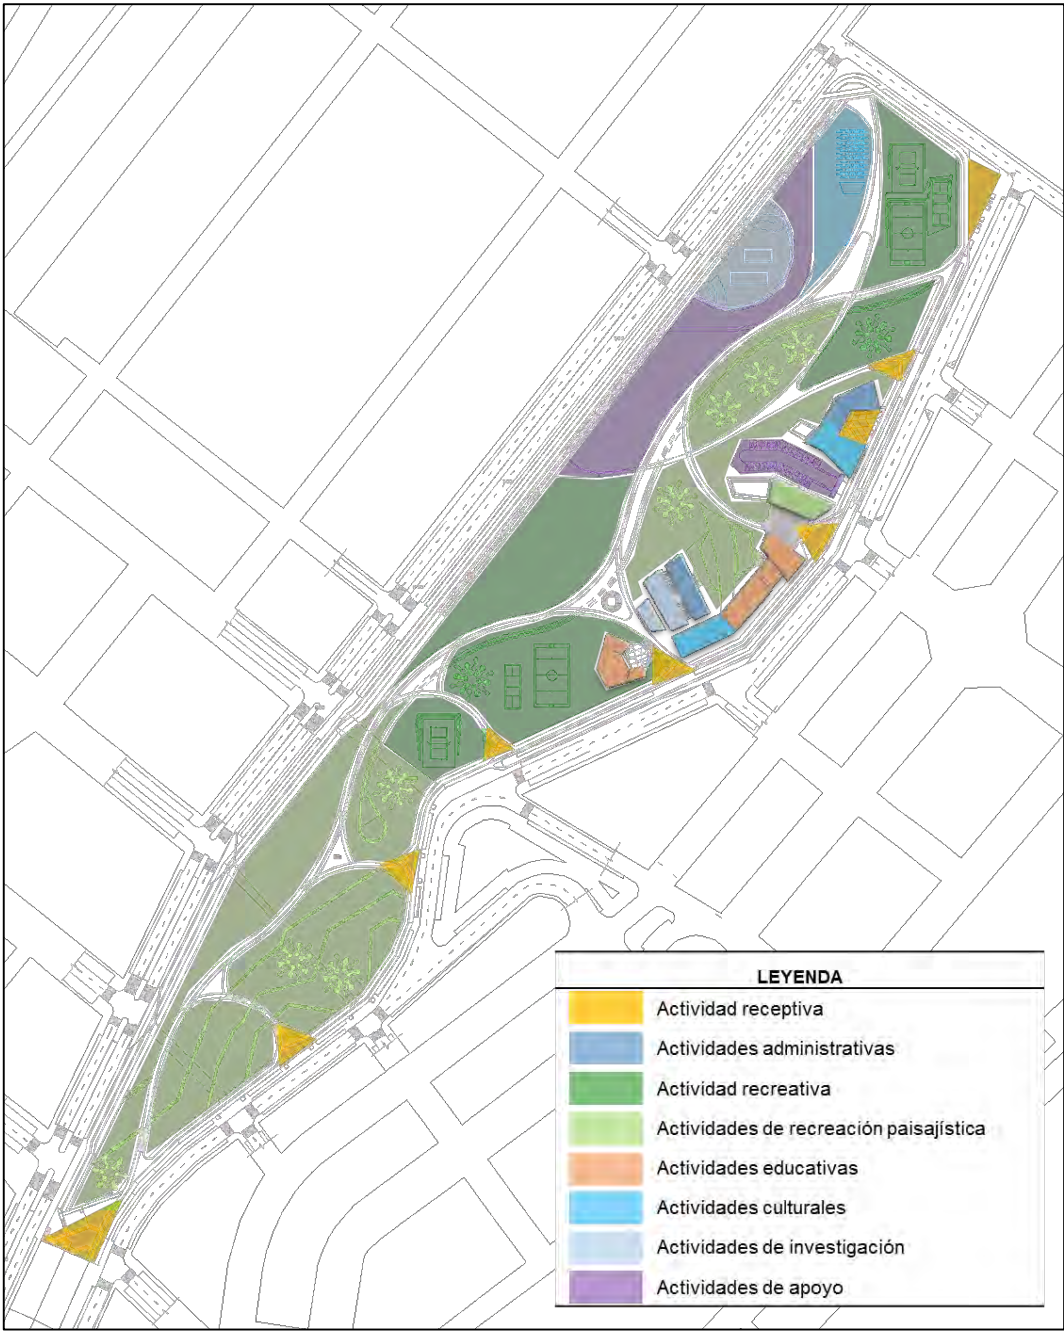 LEYENDA
Actividad receptiva
Actividades administrativas
Actividad recreativa
Actividades de recreación paisajística
Actividades educativas
Actividades culturales
Actividades de investigación
Actividades de apoyo